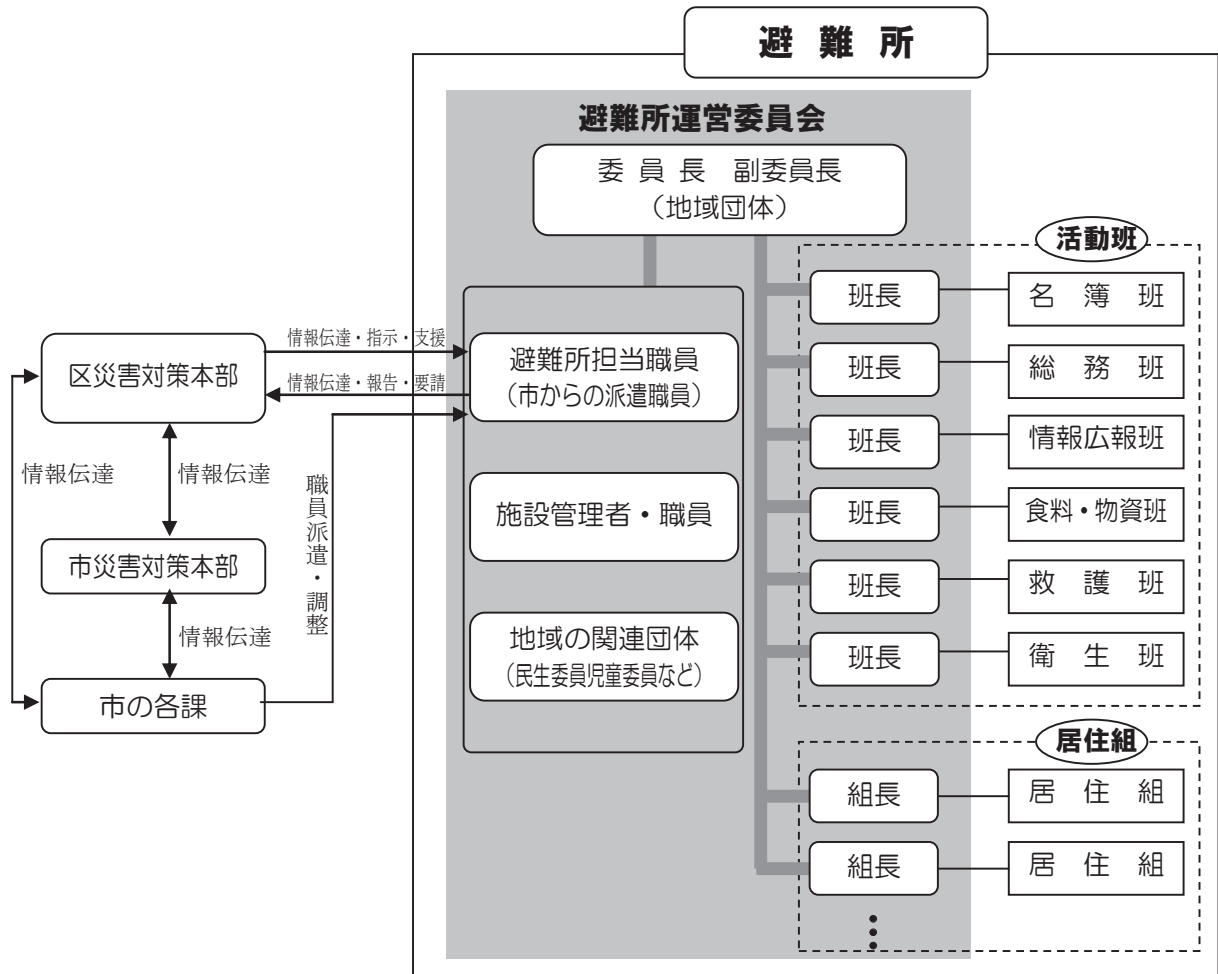 避難所
避難所運営委員会
委員長 副委員長
（地域団体）
活動班
班長
名簿班
班長
総務班
班長
情報広報班
班長
食料・物資班
班長
救護班
班長
衛生班
居住組
組長
居住組
組長
居住組
避難所担当職員
（市からの派遣職員）
施設管理者・職員
地域の関連団体
（民生委員児童委員など）
情報伝達・指示・支援
情報伝達・報告・要請
区災害対策本部
情報伝達
情報伝達
職員派遣・調整
市災害対策本部
情報伝達
市の各課